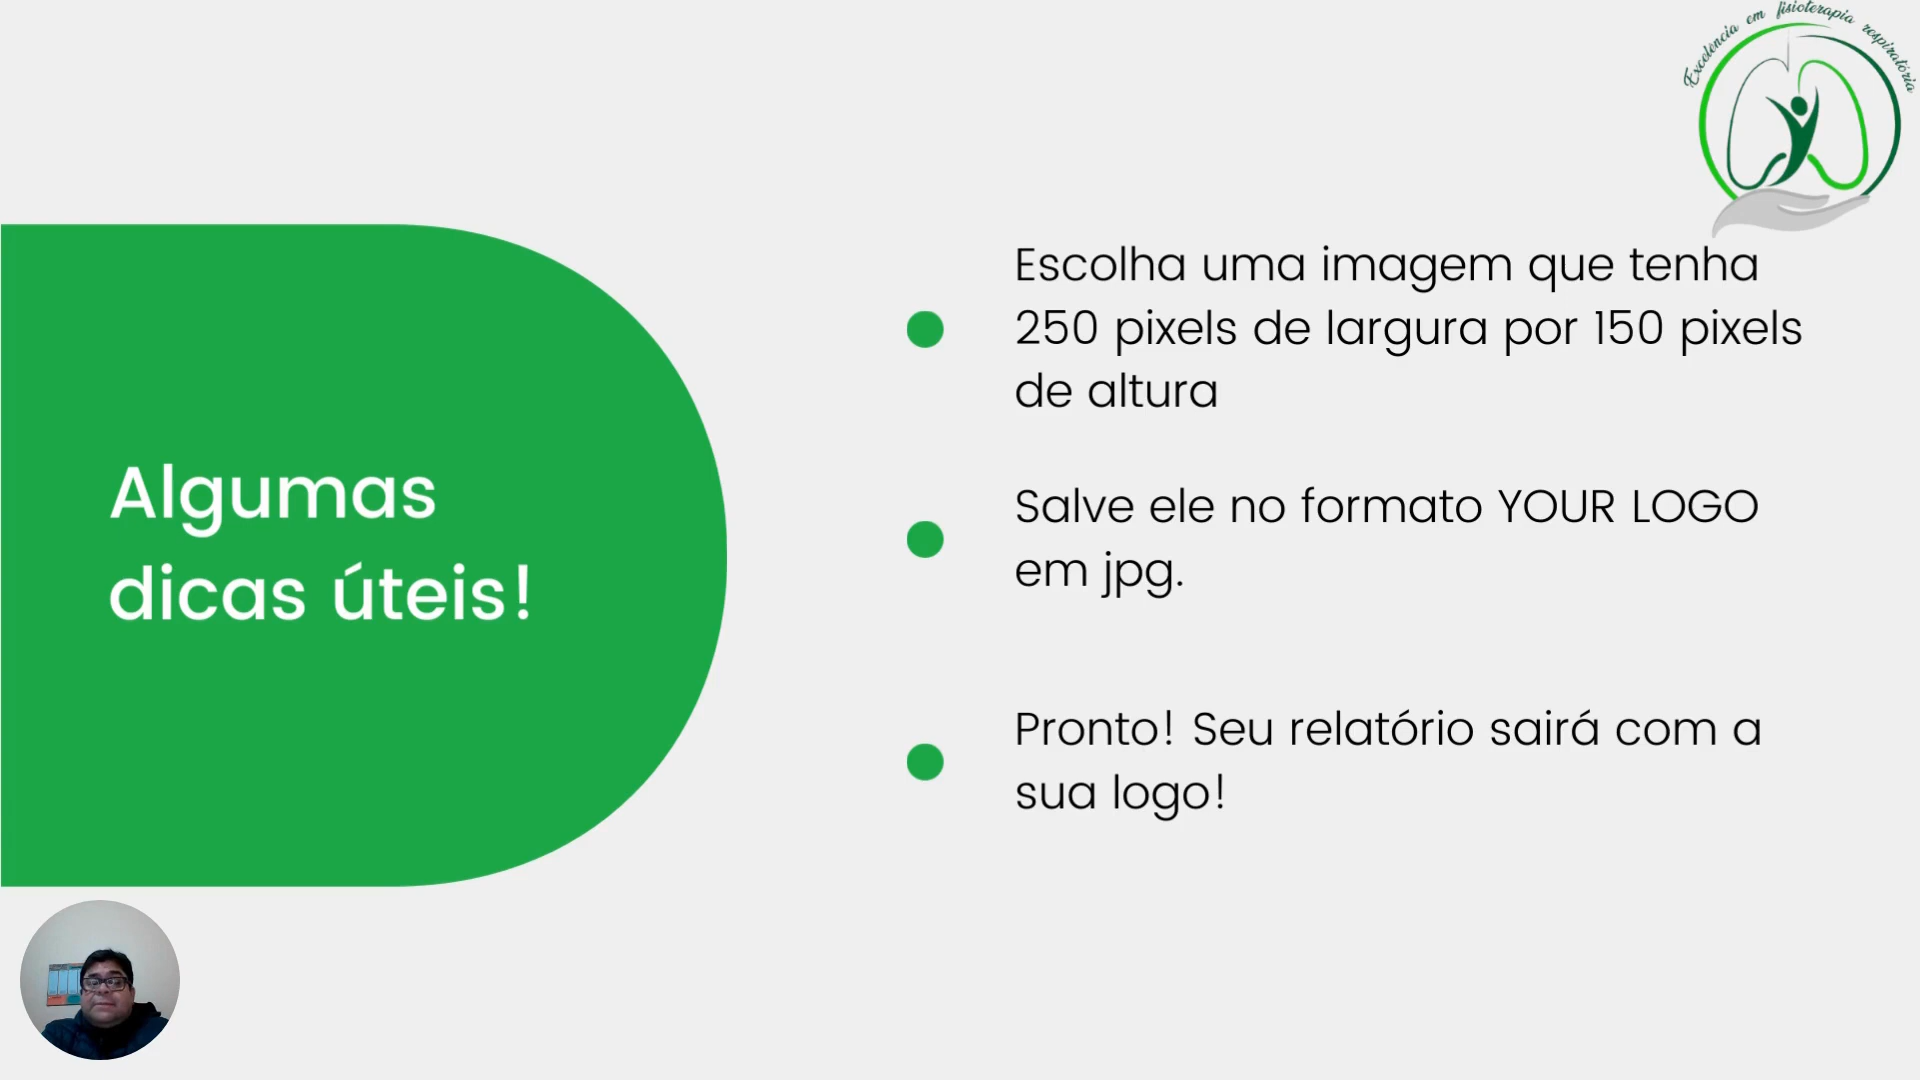 Excelência em fisioterapia respiratória
Escolha uma imagem que tenha
250 pixels de largura por 150 pixels
de altura
Algumas
dicas úteis!
Salve ele no formato YOUR LOGO
em jpg.
Pronto! Seu relatório sairá com a
sua logo!